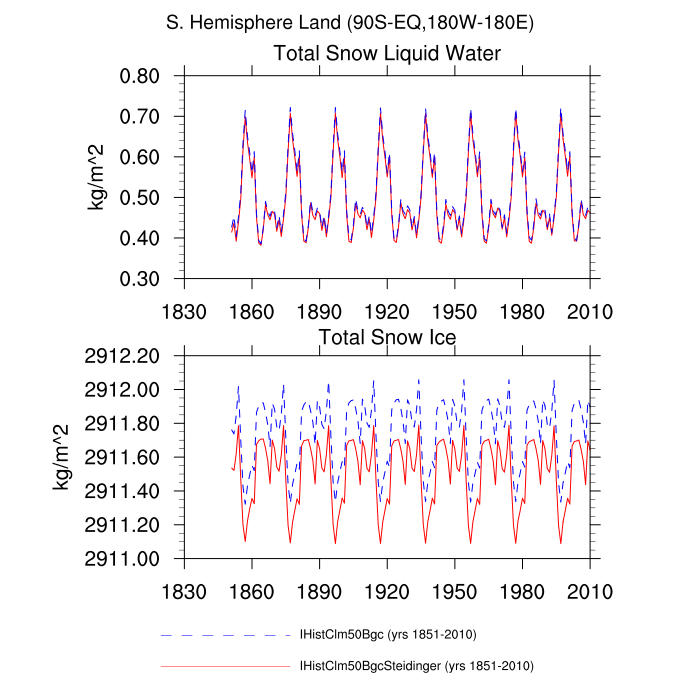 S. Hemisphere Land (90S-EQ,180W-180E)
Total Snow Liquid Water
0.80
0.70
0.60
0.50
0.40
0.30
kg/m^2
1830 1860 1890 1920 1950 1980 2010
Total Snow Ice
2912.20
2912.00
2911.80
2911.60
2911.40
2911.20
2911.00
kg/m^2
1830 1860 1890 1920 1950 1980 2010
IHistClm50Bgc (yrs 1851-2010)
IHistClm50BgcSteidinger (yrs 1851-2010)